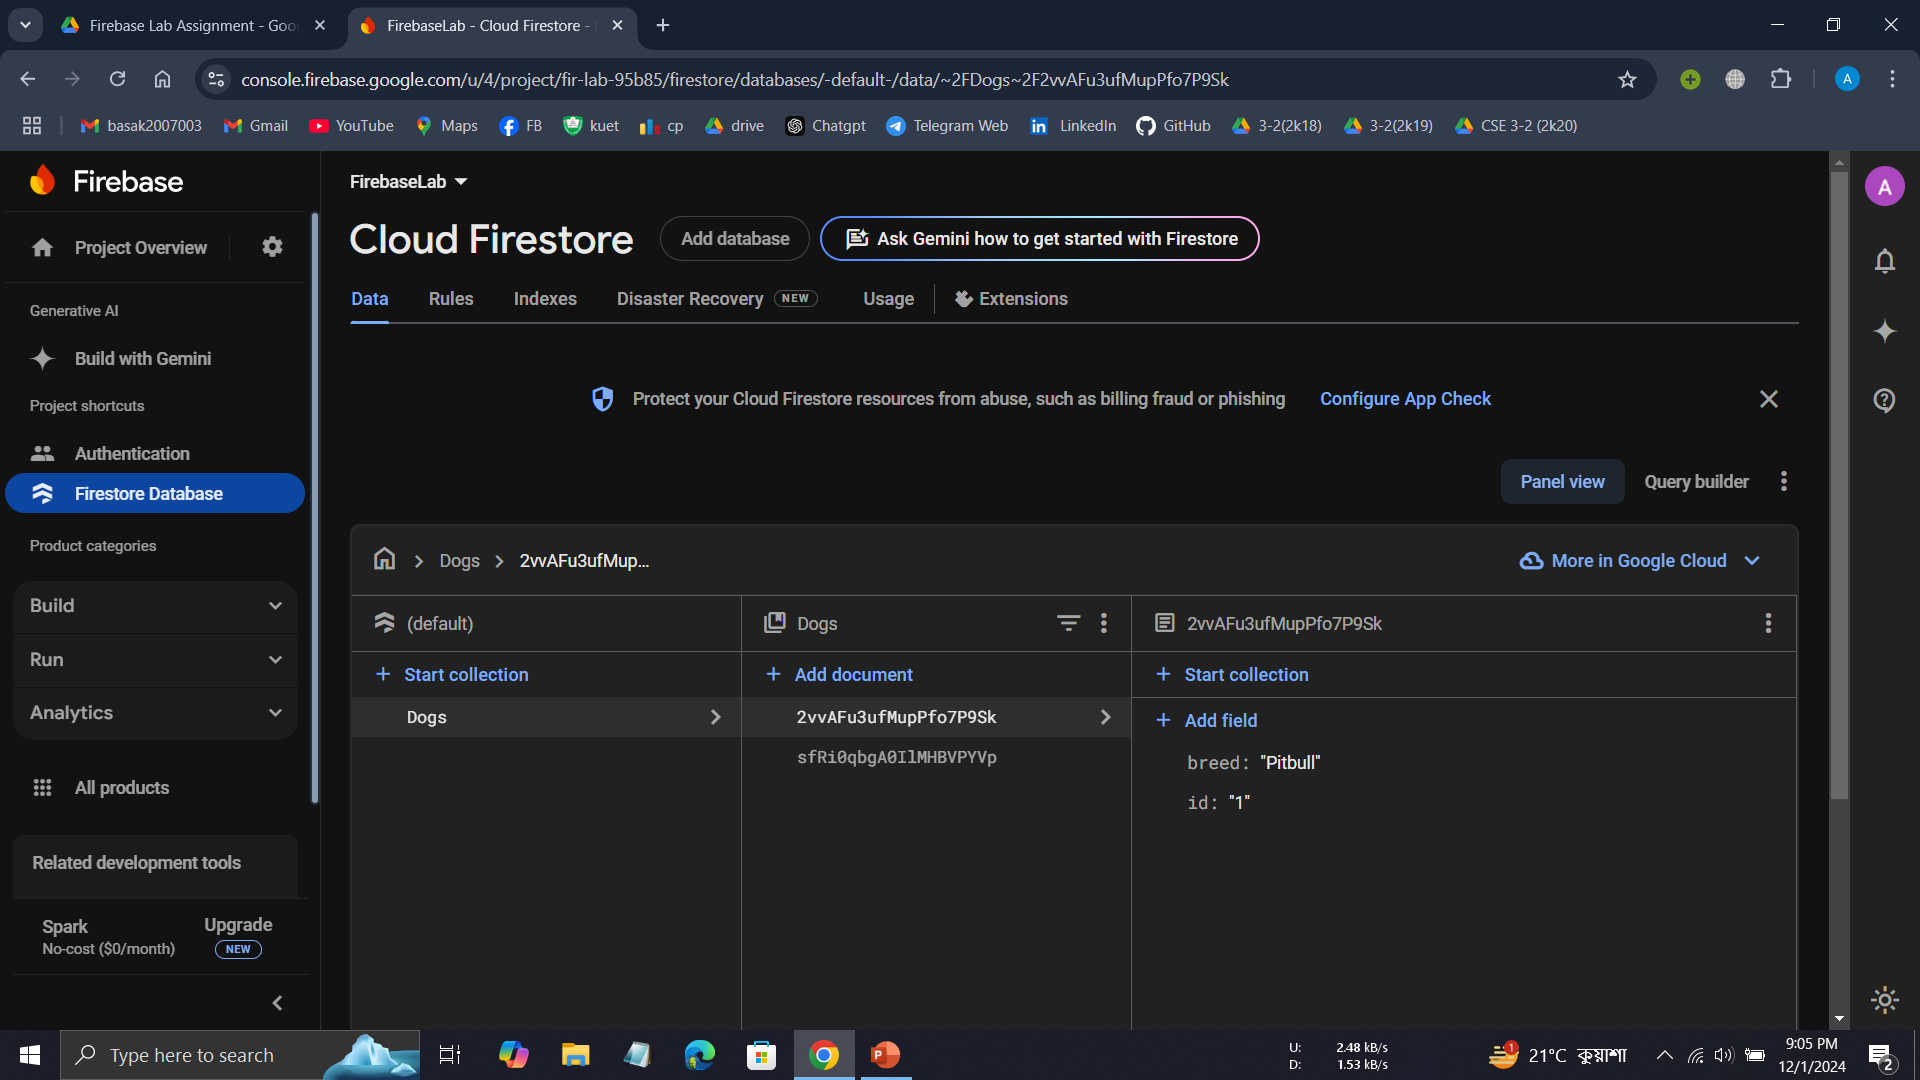 Firebase Lab Assignment - Goo
FirebaseLab - Cloud Firestore -
console.firebase.google.com/u/4/project/fir-lab-95b85/firestore/databases/-default-/data/~2FDogs~2F2vvAFu3ufMupPfo7P9Sk
A
basak2007003
Gmail
YouTube
Maps
FB
kuet
cp
drive
Chatgpt
Telegram Web
LinkedIn
GitHub
3-2(2k18)
3-2(2k19)
CSE 3-2 (2k20)
Firebase
FirebaseLab
A
Project Overview
Cloud Firestore
Add database
Ask Gemini how to get started with Firestore
Data
Rules
Indexes
Disaster Recovery NEW
Usage
Extensions
Generative AI
Build with Gemini
Project shortcuts
Authentication
Firestore Database
Product categories
Build
Run
Analytics
All products
Related development tools
Spark
No-cost ($0/month)
Upgrade
NEW
Protect your Cloud Firestore resources from abuse, such as billing fraud or phishing
Configure App Check
Panel view
Query builder
Dogs
2vvAFu3ufMup...
More in Google Cloud
(default)
Start collection
Dogs
Dogs
Add document
2vvAFu3ufMupPfo7P9Sk
sfRi0qbgA0IlMHBVPYVp
2vvAFu3ufMupPfo7P9Sk
Start collection
Add field
breed: "Pitbull"
id: "1"
Type here to search
P
U: 2.48 kB/s
D: 1.53 kB/s
1
21°C কুয়াশা
9:05 PM
12/1/2024
2